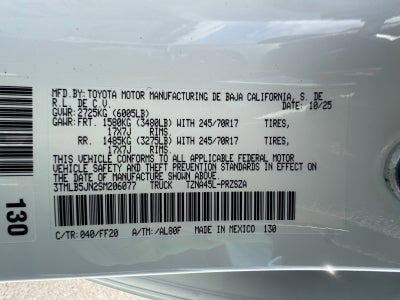 MFD.BY:TOYOTA MOTOR MANUFACTURING DE BAJA CALIFORNIA, S. DE
R.L. DE C.V. DATE: 10/25
GVWR: 2725KG (6005LB)
GAWR: FRT. 1580KG (3480LB) WITH 245/70R17 TIRES,
17X7J RIMS.
RR. 1485KG (3275LB) WITH 245/70R17 TIRES,
17X7J RIMS.
THIS VEHICLE CONFORMS TO ALL APPLICABLE FEDERAL MOTOR
VEHICLE SAFETY AND THEFT PREVENTION STANDARDS IN EFFECT ON
THE DATE OF MANUFACTURE SHOWN ABOVE.
3TMLB5JN2SM206077 TRUCK TZNA45L-PRZSZA
C/TR: 040/FF20 A/TM: /AL80F MADE IN MEXICO 130
130